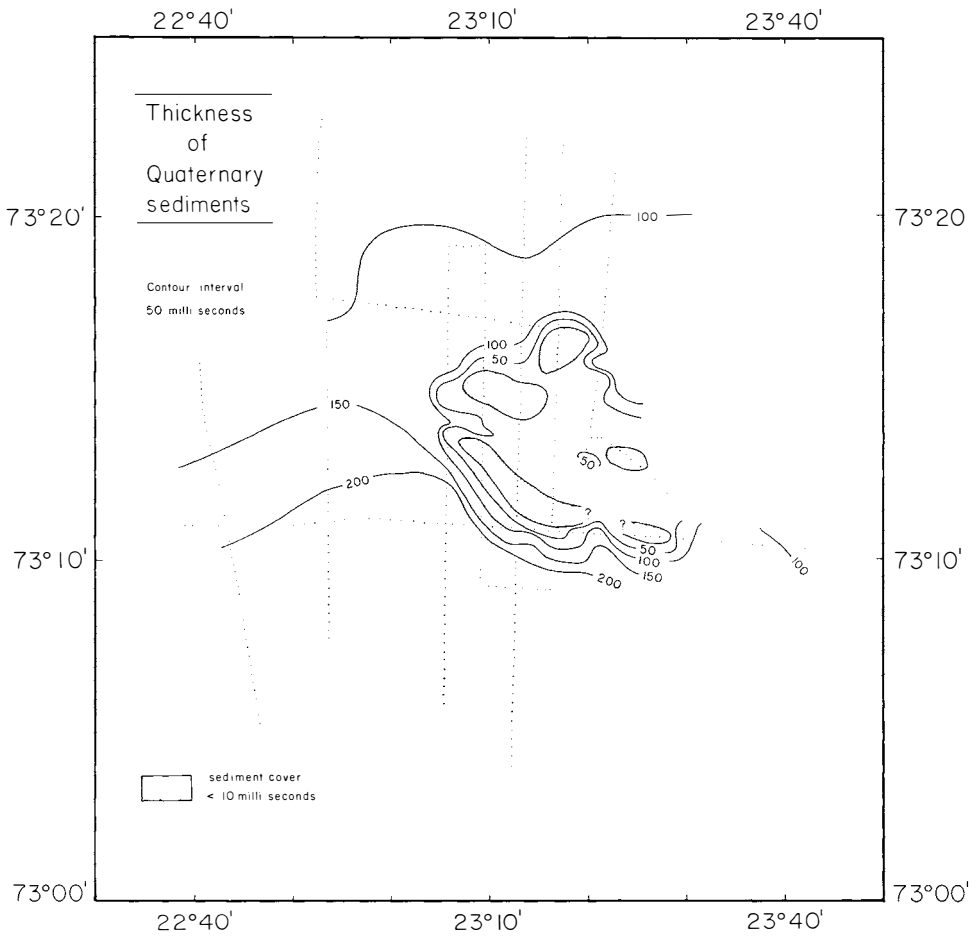 22°40' 23°10' 23°40'
Thickness
of
Quaternary
sediments
73°20' 73°20
100
Contour interval
50 milli seconds
100
50
150
50
200
? ?
50
73°10' 73°10'
100
100
150
200
sediment cover
< 10 milli seconds
73°00' 73°00'
22°40' 23°10' 23°40'